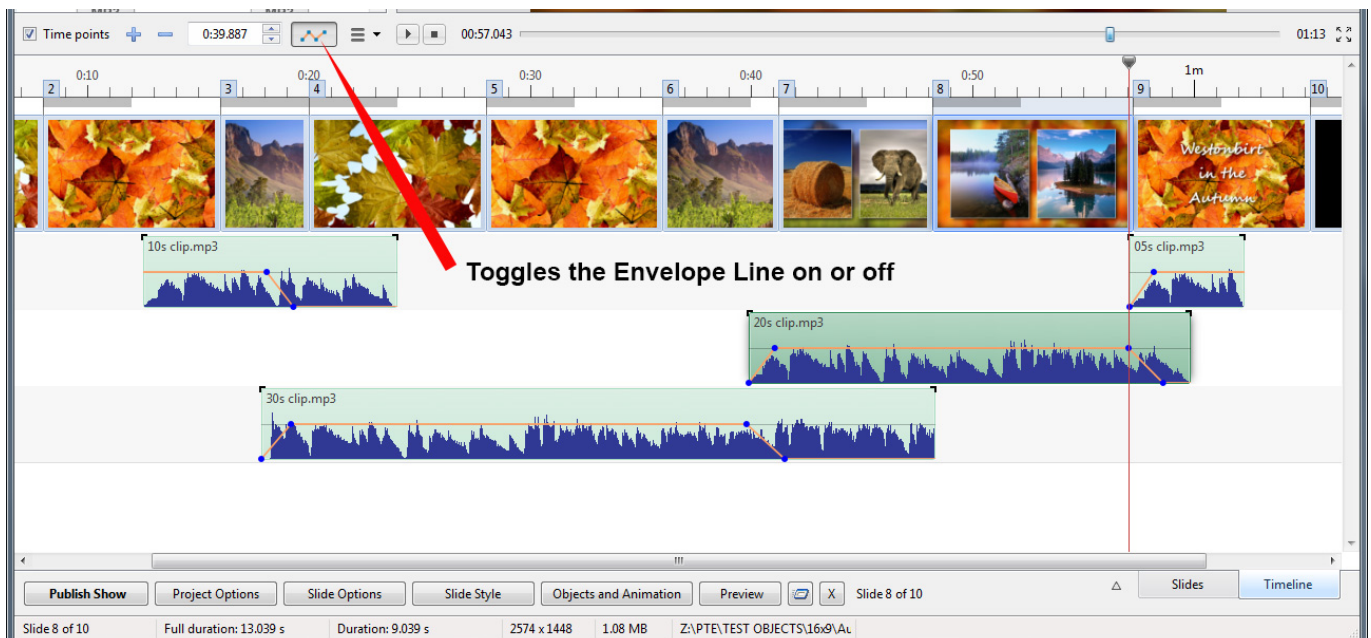 Time points
0:39.887
00:57.043
01:13
0:10
0:20
0:30
0:40
0:50
1m
2
3
4
5
6
7
8
9
10
Westonbirt
in the
Autumn
10s clip.mp3
05s clip.mp3
Toggles the Envelope Line on or off
20s clip.mp3
30s clip.mp3
Publish Show
Project Options
Slide Options
Slide Style
Objects and Animation
Preview
X
Slide 8 of 10
Slides
Timeline
Slide 8 of 10
Full duration: 13.039 s
Duration: 9.039 s
2574 x 1448
1.08 MB
Z:\PTE\TEST OBJECTS\16x9\Au